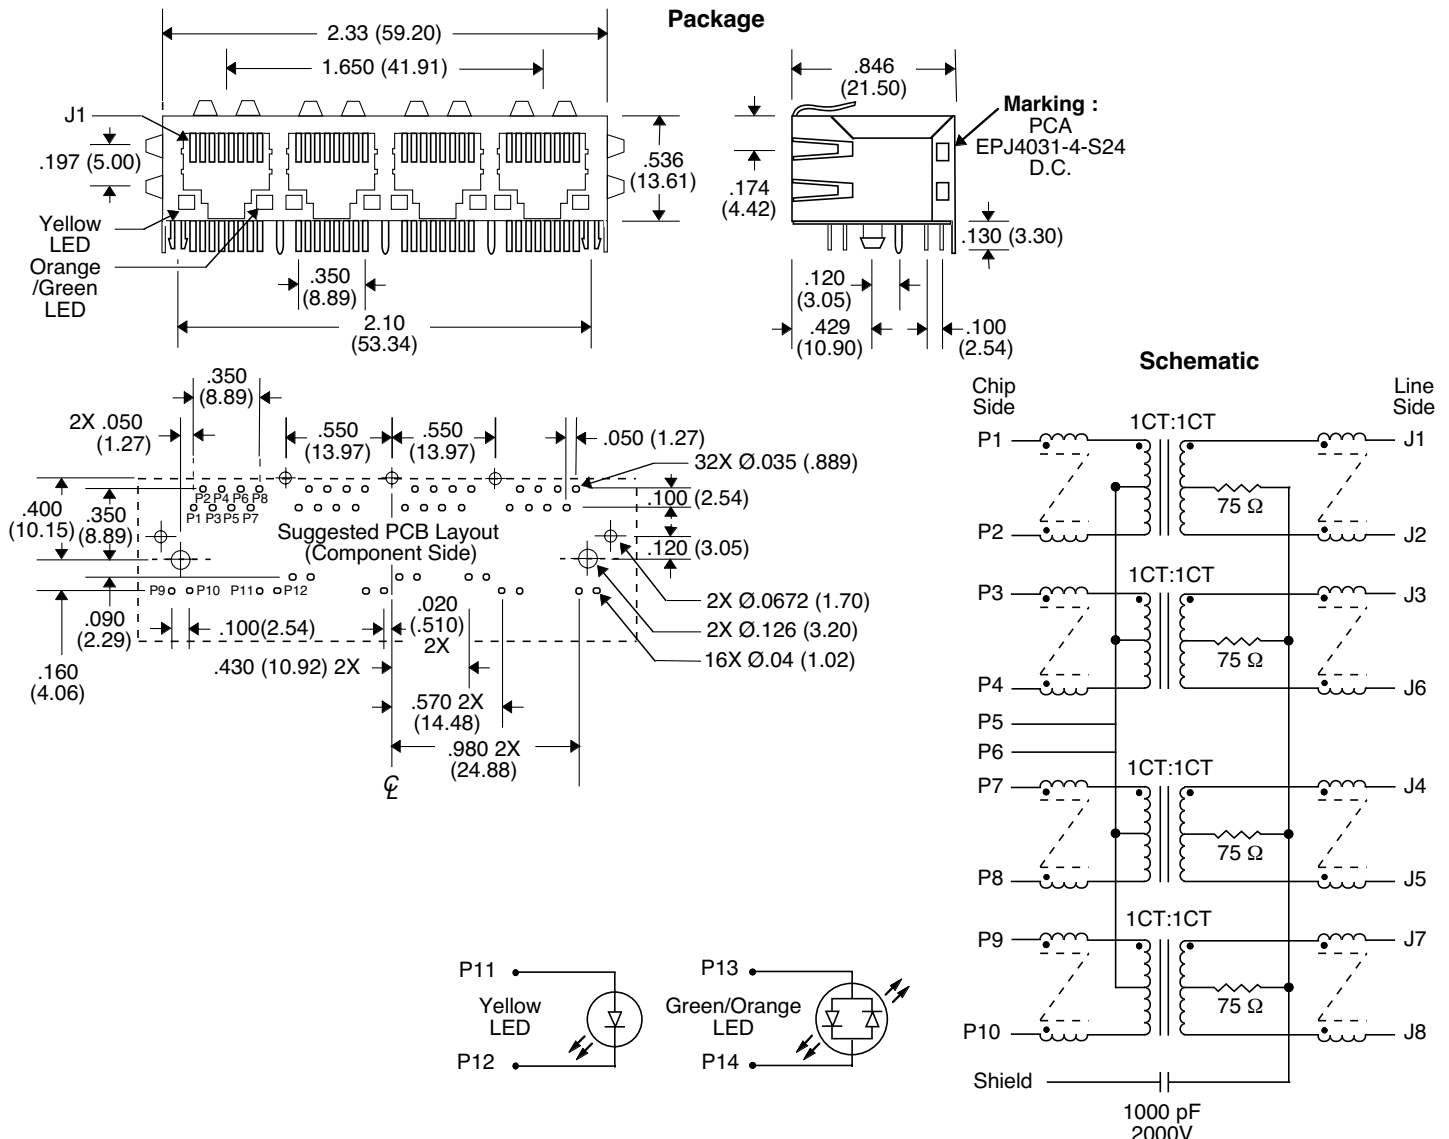 Package
2.33 (59.20)
1.650 (41.91)
J1
.197 (5.00)
.536
(13.61)
Yellow
LED
Orange
/Green
LED
.350
(8.89)
2.10
(53.34)
.846
(21.50)
Marking :
PCA
EPJ4031-4-S24
D.C.
.174
(4.42)
.130 (3.30)
.120
(3.05)
.429
(10.90)
.100
(2.54)
.350
(8.89)
2X .050
(1.27)
.550
(13.97)
.550
(13.97)
.050 (1.27)
32X Ø.035 (.889)
P2 P4 P6 P8
P1 P3 P5 P7
.400
(10.15)
.350
(8.89)
.100 (2.54)
Suggested PCB Layout
(Component Side)
.120 (3.05)
P9 P10 P11 P12
.090
(2.29)
.100(2.54)
.020
(.510)
2X
2X Ø.0672 (1.70)
2X Ø.126 (3.20)
16X Ø.04 (1.02)
.160
(4.06)
.430 (10.92) 2X
.570 2X
(14.48)
.980 2X
(24.88)
CL
Schematic
Chip
Side
Line
Side
1CT:1CT
P1
J1
75 Ω
P2
J2
1CT:1CT
P3
J3
75 Ω
P4
J6
P5
P6
1CT:1CT
P7
J4
75 Ω
P8
J5
1CT:1CT
P9
J7
75 Ω
P10
J8
Shield
1000 pF
2000V
P11
Yellow
LED
P12
P13
Green/Orange
LED
P14